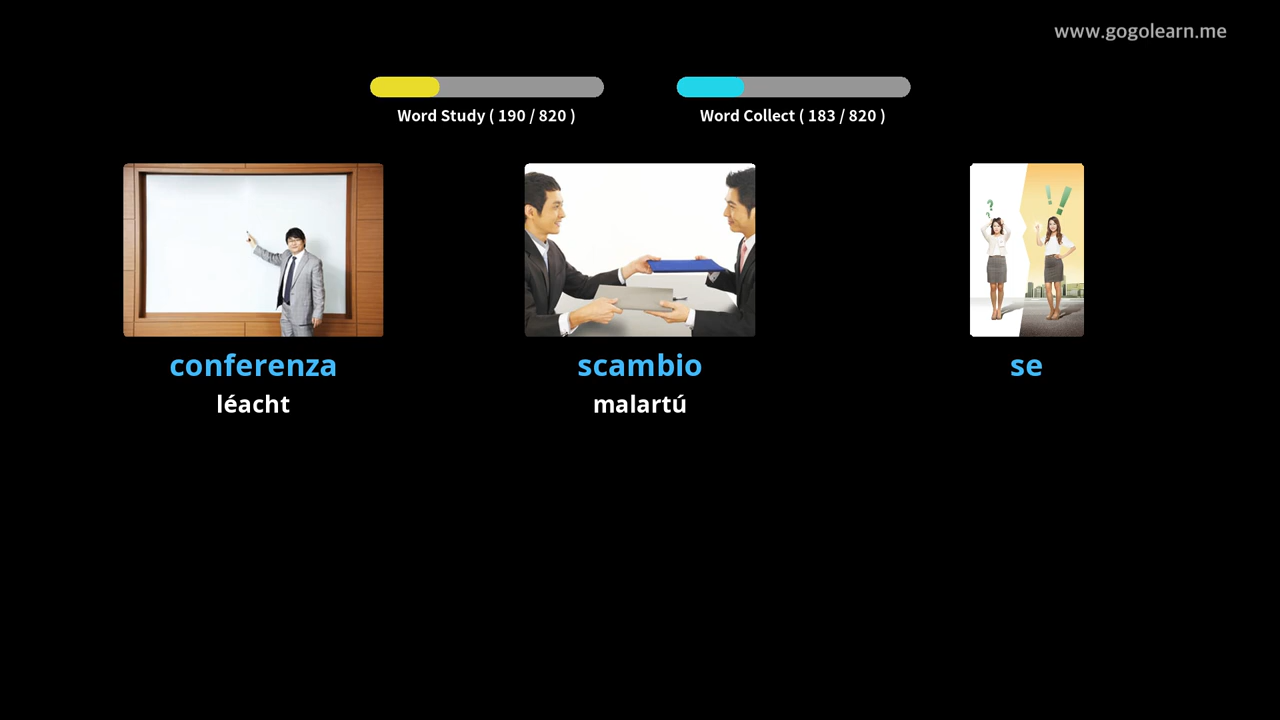 www.gogolearn.me
Word Study ( 190 / 820 )
Word Collect ( 183 / 820 )
conferenza
léacht
scambio
malartú
se